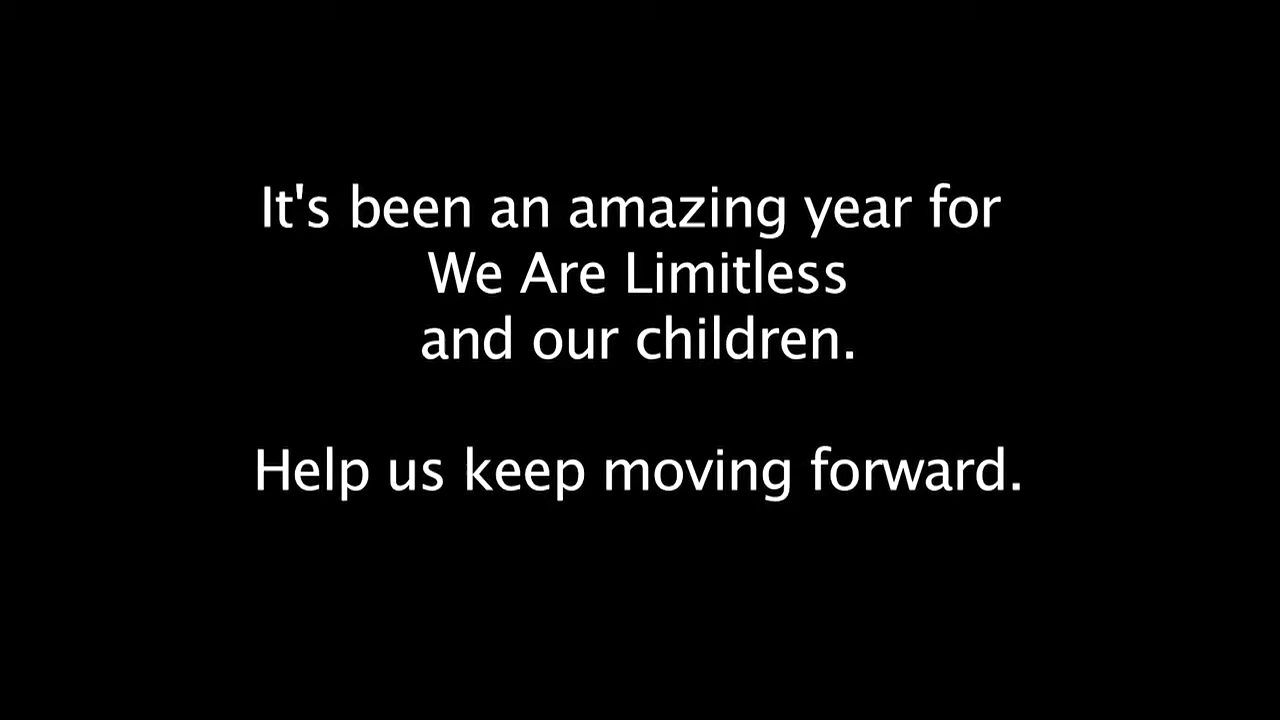 It's been an amazing year for
We Are Limitless
and our children.
Help us keep moving forward.